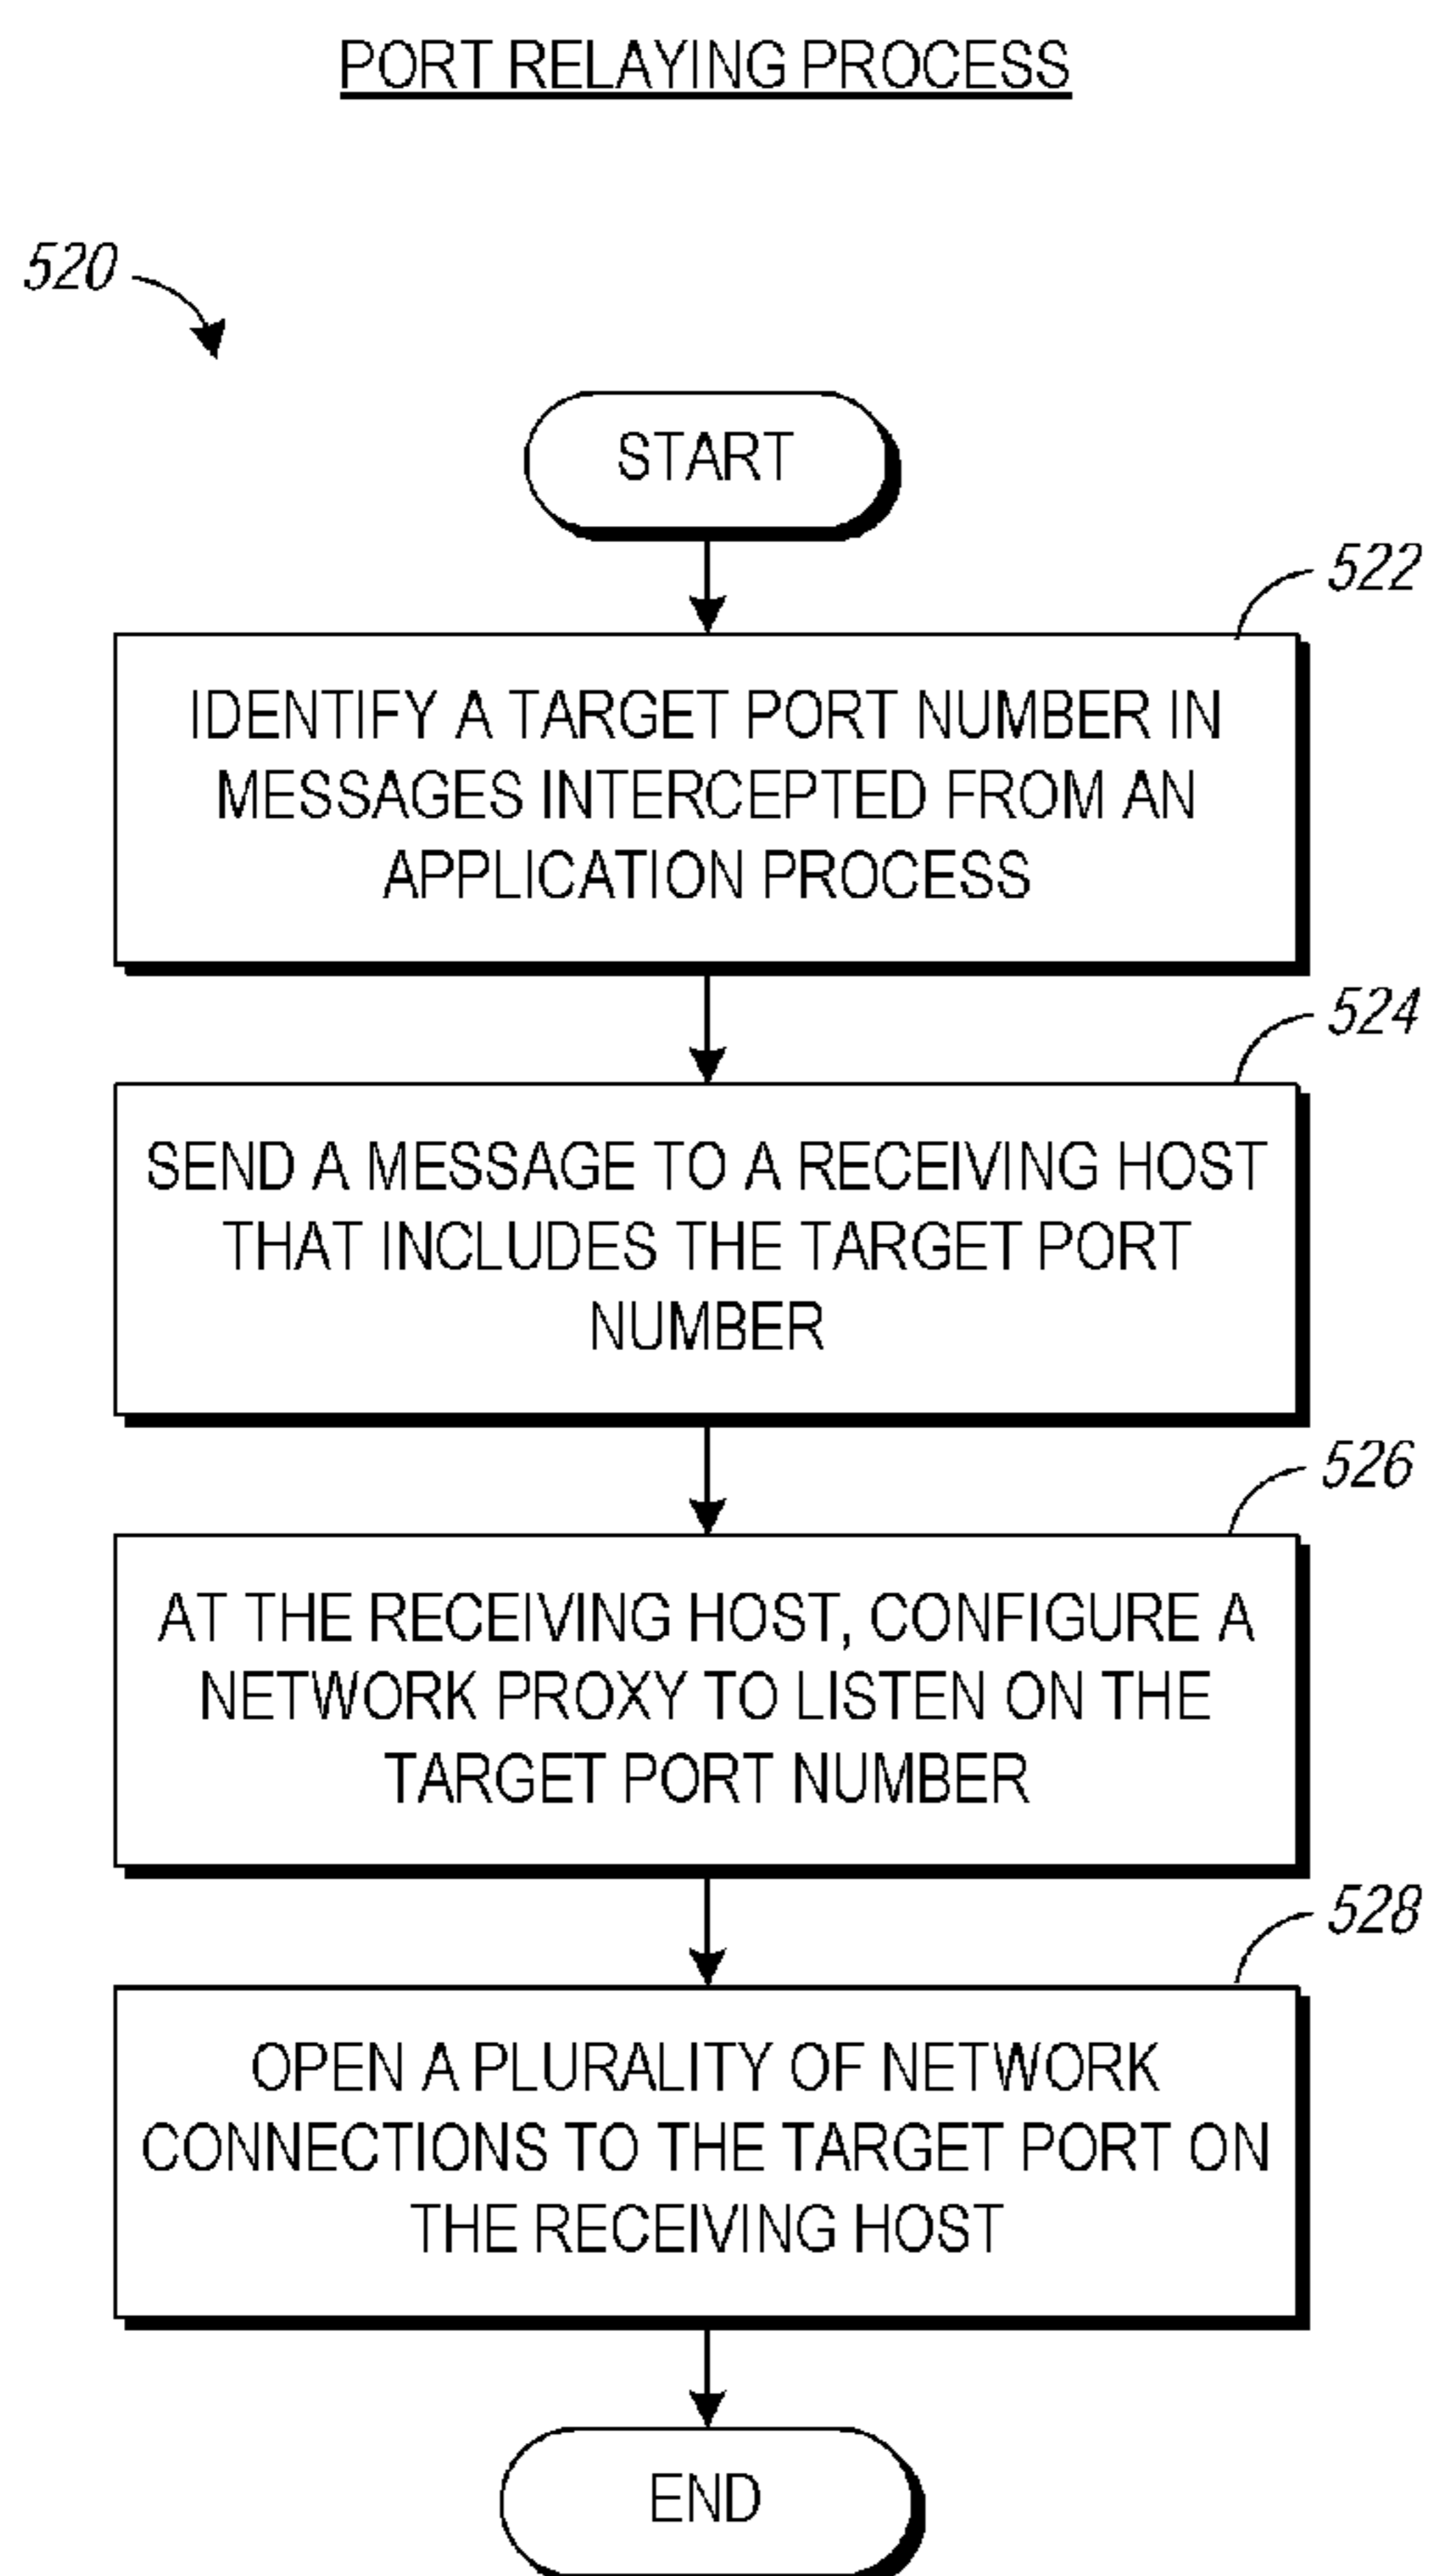 PORT RELAYING PROCESS
520
START
522
IDENTIFY A TARGET PORT NUMBER IN
MESSAGES INTERCEPTED FROM AN
APPLICATION PROCESS
524
SEND A MESSAGE TO A RECEIVING HOST
THAT INCLUDES THE TARGET PORT
NUMBER
526
AT THE RECEIVING HOST, CONFIGURE A
NETWORK PROXY TO LISTEN ON THE
TARGET PORT NUMBER
528
OPEN A PLURALITY OF NETWORK
CONNECTIONS TO THE TARGET PORT ON
THE RECEIVING HOST
END